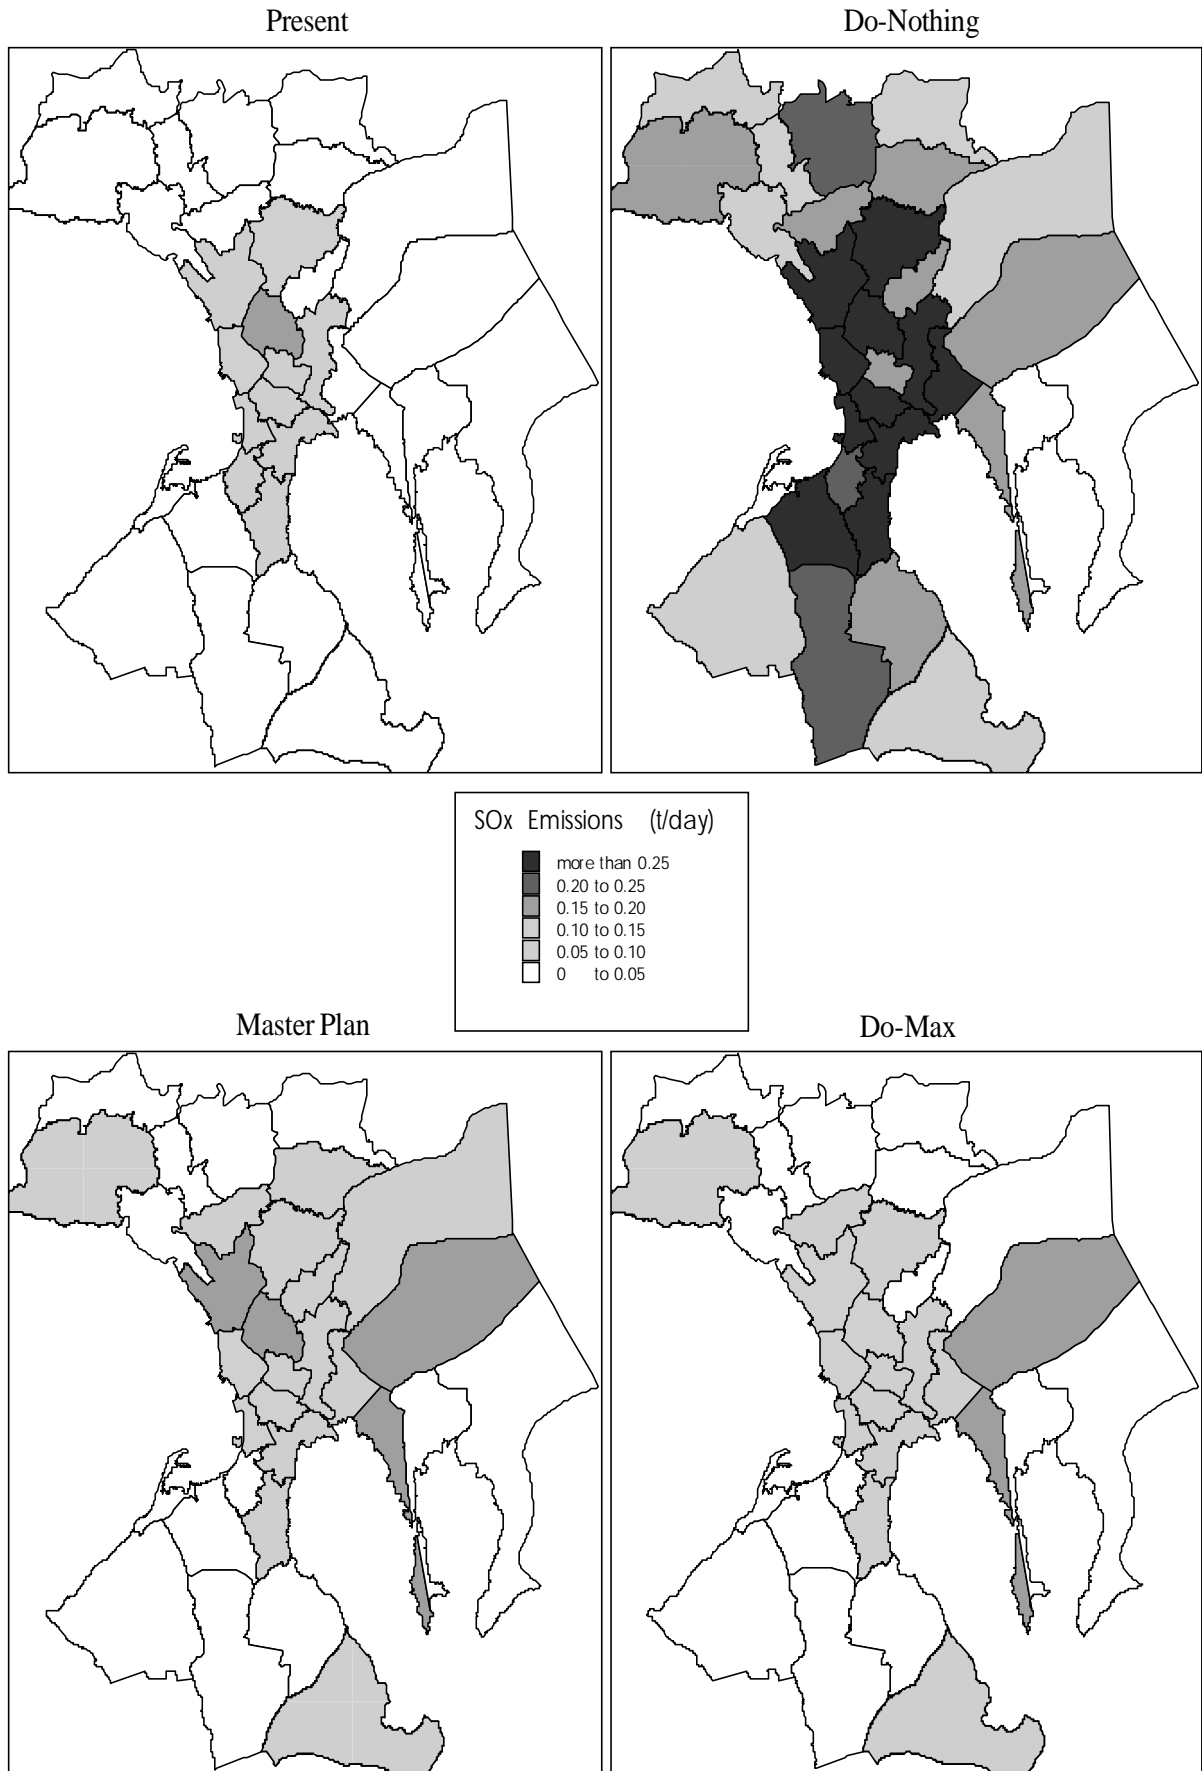 Present
Do-Nothing
SOx Emissions (t/day)
more than 0.25
0.20 to 0.25
0.15 to 0.20
0.10 to 0.15
0.05 to 0.10
0 to 0.05
Master Plan
Do-Max